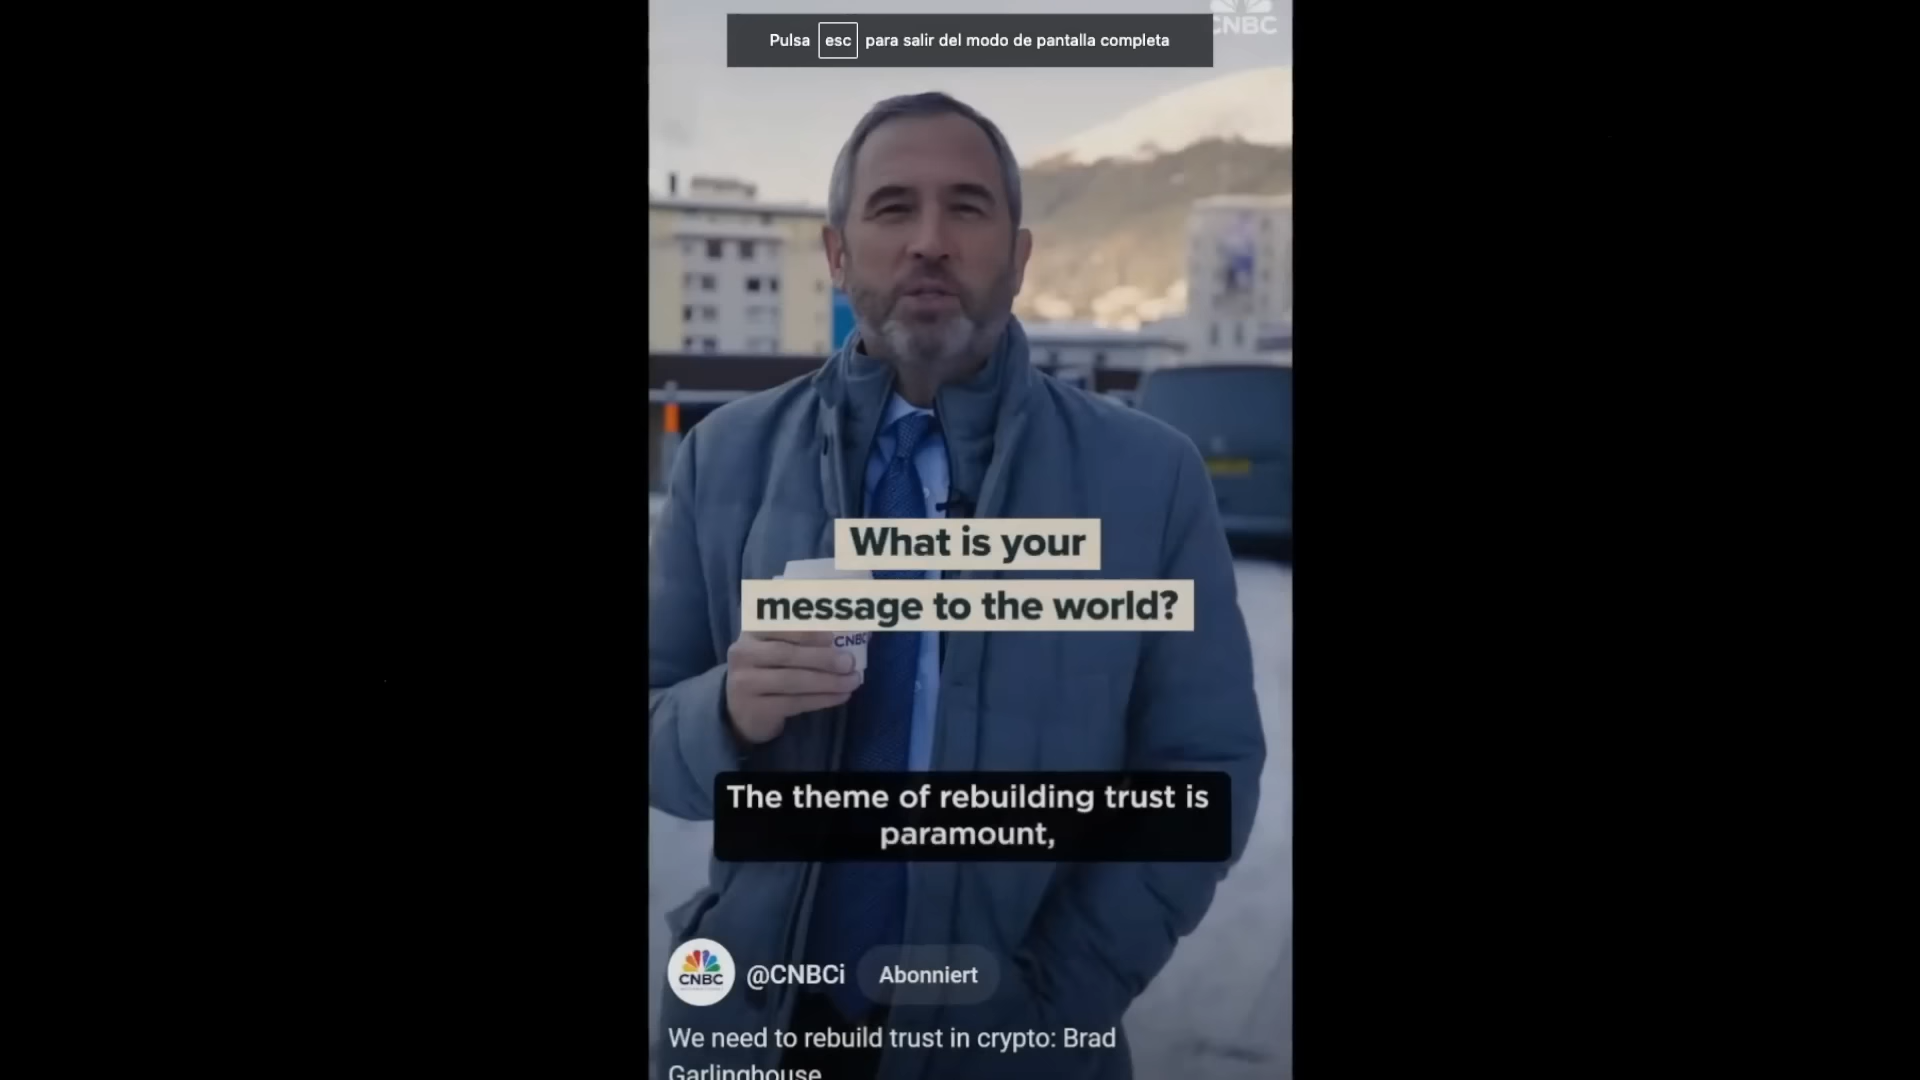 CNBC
Pulsa esc para salir del modo de pantalla completa
What is your
message to the world?
CNBC
The theme of rebuilding trust is
paramount,
CNBC
@CNBCi
Abonniert
We need to rebuild trust in crypto: Brad
Garlinghouse